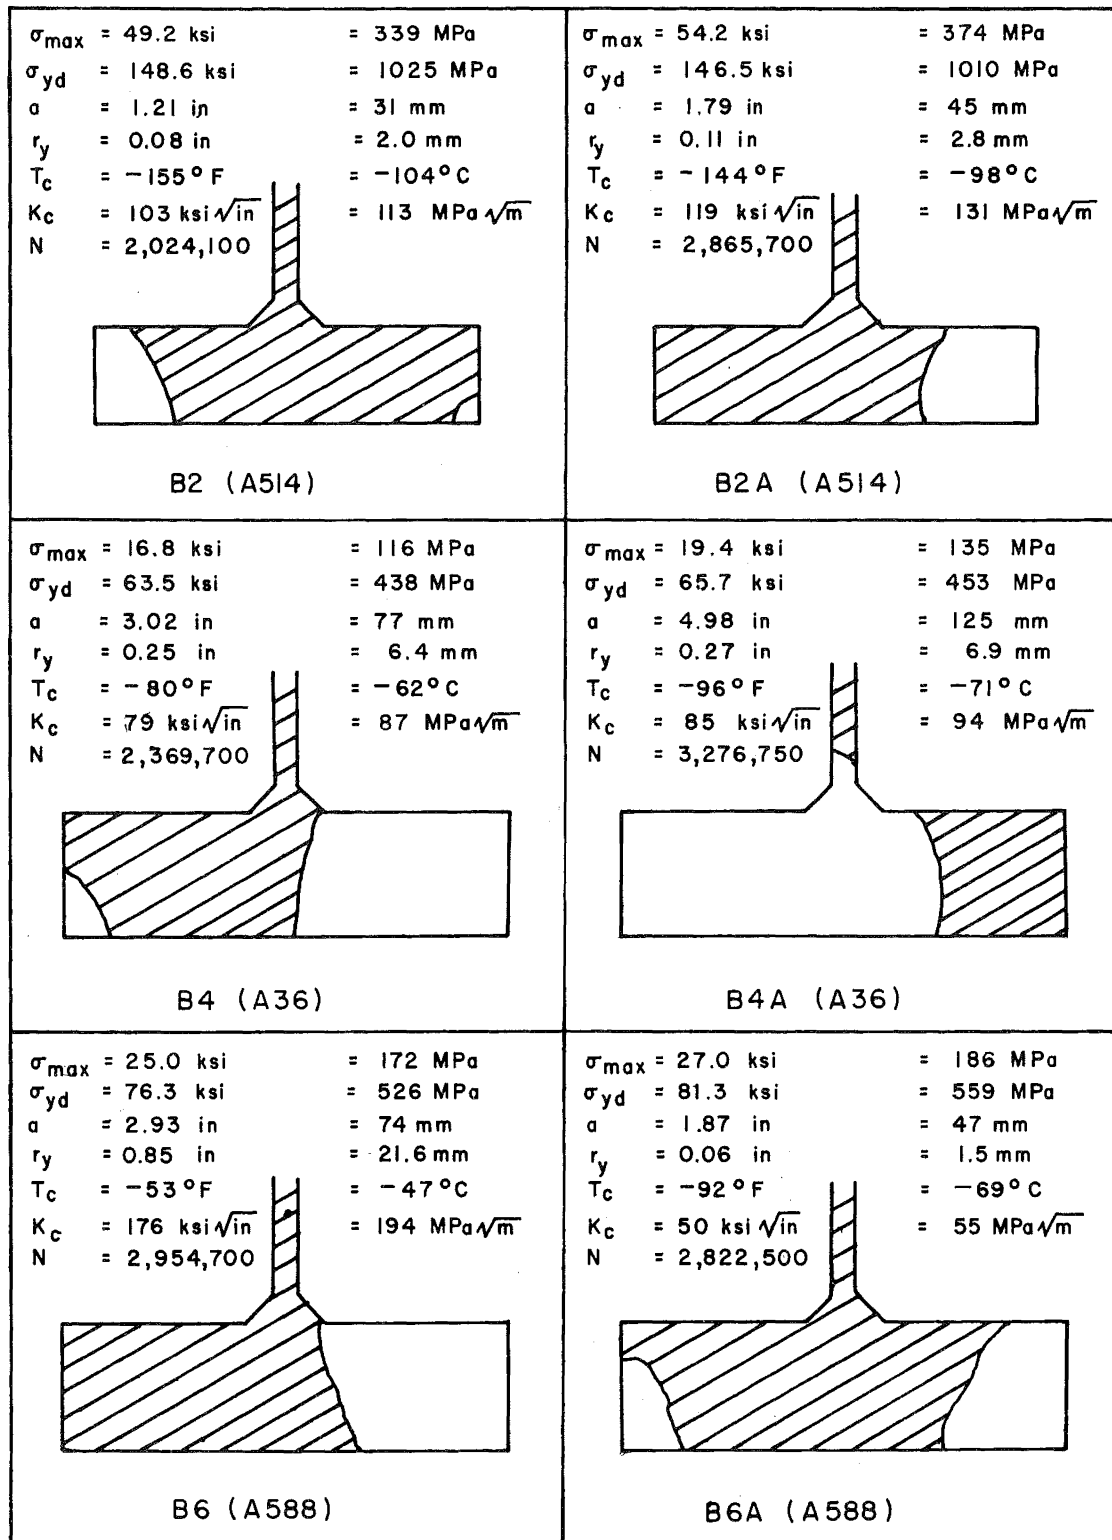 σmax = 49.2 ksi = 339 MPa
σyd = 148.6 ksi = 1025 MPa
a = 1.21 in = 31 mm
ry = 0.08 in = 2.0 mm
Tc = -155°F = -104°C
Kc = 103 ksi√in = 113 MPa√m
N = 2,024,100
B2 (A514)
σmax = 54.2 ksi = 374 MPa
σyd = 146.5 ksi = 1010 MPa
a = 1.79 in = 45 mm
ry = 0.11 in = 2.8 mm
Tc = -144°F = -98°C
Kc = 119 ksi√in = 131 MPa√m
N = 2,865,700
B2A (A514)
σmax = 16.8 ksi = 116 MPa
σyd = 63.5 ksi = 438 MPa
a = 3.02 in = 77 mm
ry = 0.25 in = 6.4 mm
Tc = -80°F = -62°C
Kc = 79 ksi√in = 87 MPa√m
N = 2,369,700
B4 (A36)
σmax = 19.4 ksi = 135 MPa
σyd = 65.7 ksi = 453 MPa
a = 4.98 in = 125 mm
ry = 0.27 in = 6.9 mm
Tc = -96°F = -71°C
Kc = 85 ksi√in = 94 MPa√m
N = 3,276,750
B4A (A36)
σmax = 25.0 ksi = 172 MPa
σyd = 76.3 ksi = 526 MPa
a = 2.93 in = 74 mm
ry = 0.85 in = 21.6 mm
Tc = -53°F = -47°C
Kc = 176 ksi√in = 194 MPa√m
N = 2,954,700
B6 (A588)
σmax = 27.0 ksi = 186 MPa
σyd = 81.3 ksi = 559 MPa
a = 1.87 in = 47 mm
ry = 0.06 in = 1.5 mm
Tc = -92°F = -69°C
Kc = 50 ksi√in = 55 MPa√m
N = 2,822,500
B6A (A588)